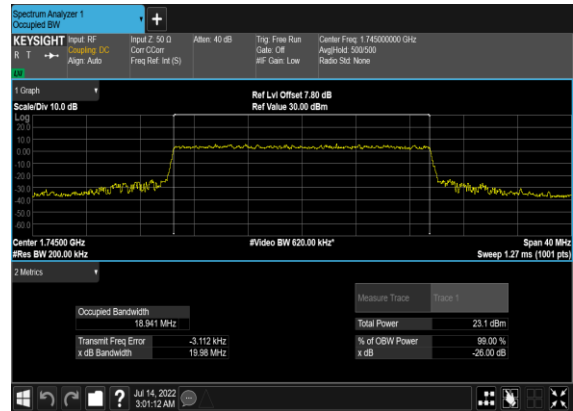 Spectrum Analyzer 1
Occupied BW
+
KEYSIGHT Input: RF Input Z: 50 Ω Atten: 40 dB Trig: Free Run Center Freq: 1.745000000 GHz
R T Coupling: DC Corr CCorr Gate: Off Avg|Hold: 500/500
Align: Auto Freq Ref: Int (S) #IF Gain: Low Radio Std: None
LW
1 Graph
Ref Lvl Offset 7.80 dB
Scale/Div 10.0 dB Ref Value 30.00 dBm
Log
20.0
10.0
0.00
-10.0
-20.0
-30.0
-40.0
-50.0
-60.0
Center 1.74500 GHz #Video BW 620.00 kHz* Span 40 MHz
#Res BW 200.00 kHz Sweep 1.27 ms (1001 pts)
2 Metrics
Measure Trace Trace 1
Occupied Bandwidth
18.941 MHz Total Power 23.1 dBm
Transmit Freq Error -3.112 kHz % of OBW Power 99.00 %
x dB Bandwidth 19.98 MHz x dB -26.00 dB
?
Jul 14, 2022
3:01:12 AM